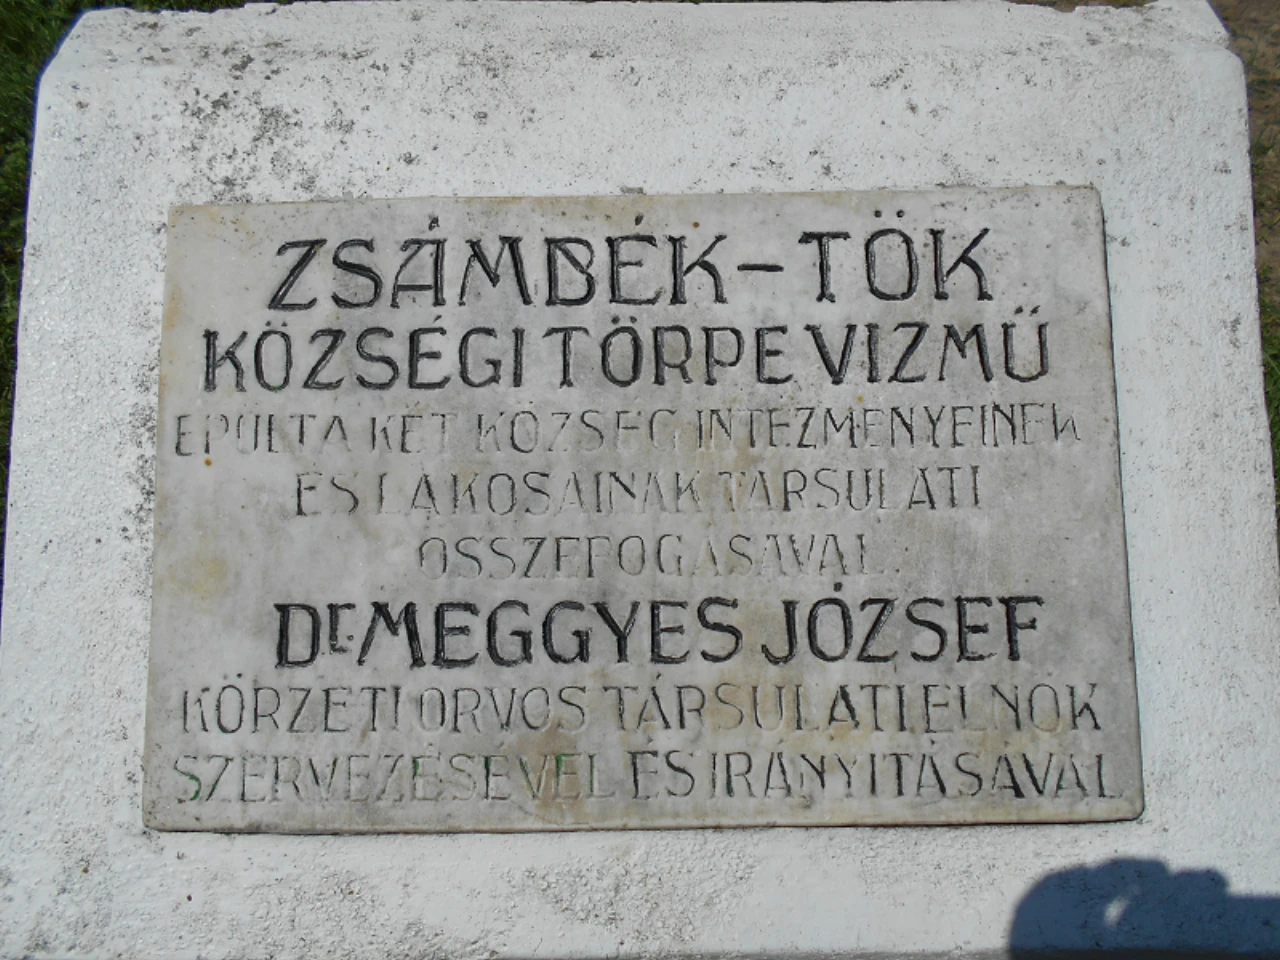 ZSÁMBÉK-TÖK
KÖZSÉGI TÖRPE VIZMŰ
EPÜLT A KÉT KÖZSÉG INTÉZMÉNYEINEK
ÉS LAKOSAINAK TÁRSULATI
ÖSSZEFOGÁSÁVAL.
Dr. MEGGYES JÓZSEF
KÖRZETI ORVOS TÁRSULATI ELNÖK
SZERVEZÉSÉVEL ÉS IRÁNYITÁSÁVAL